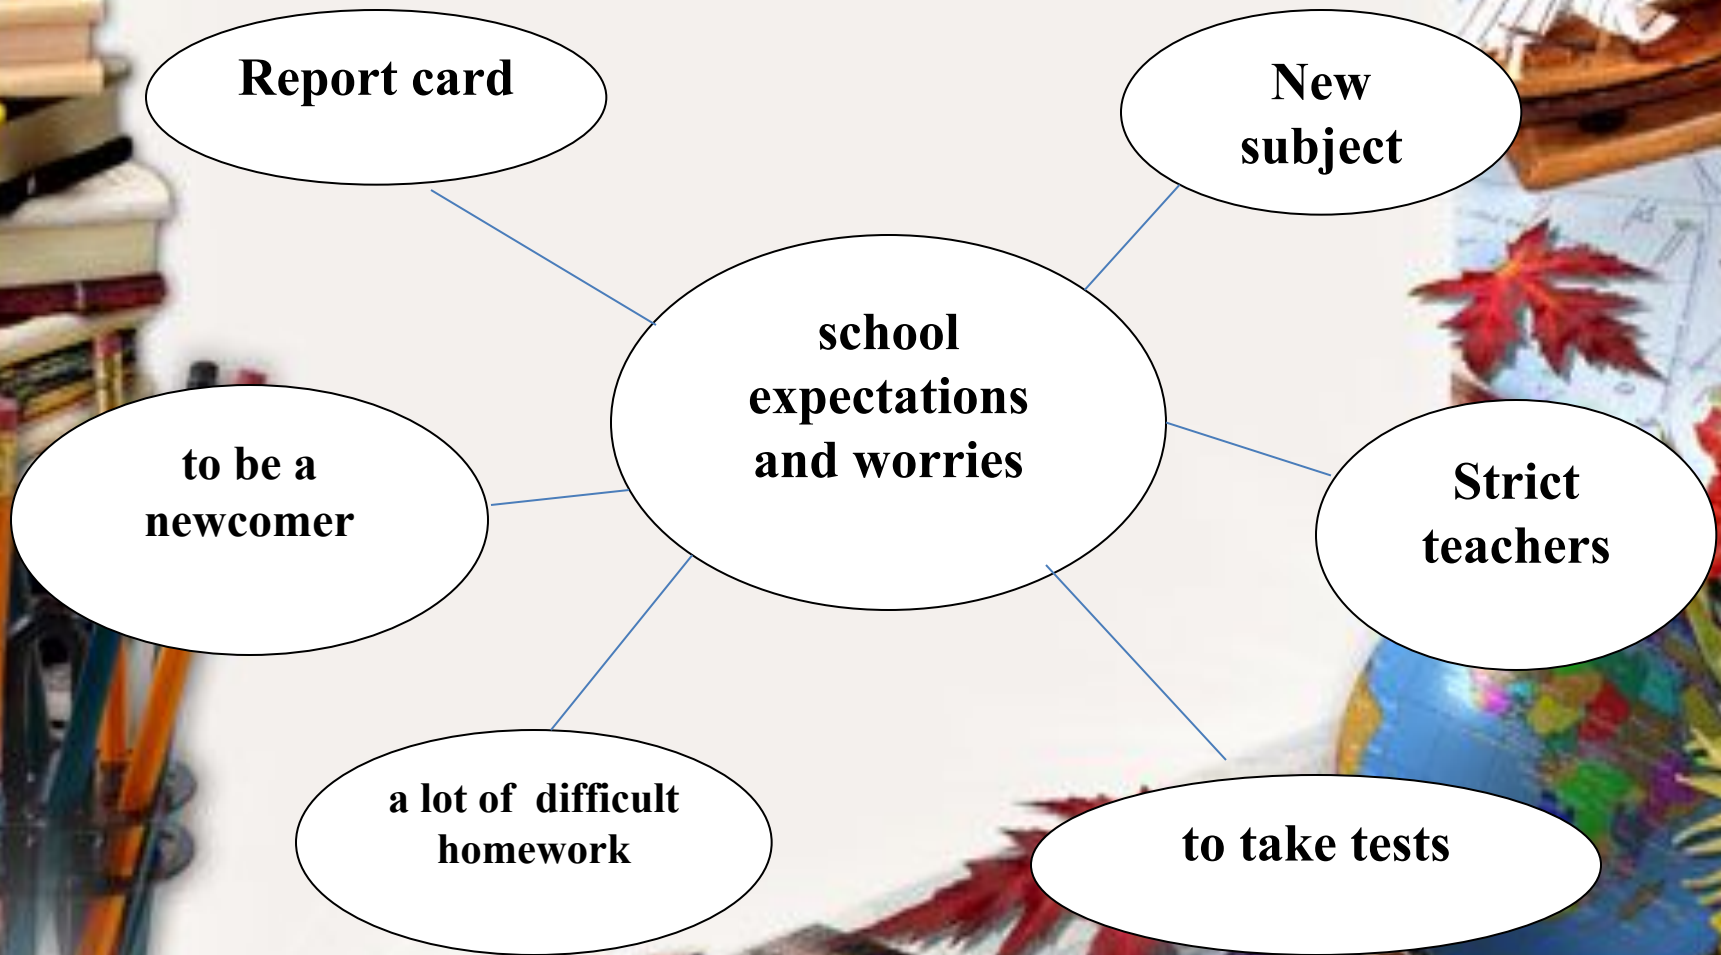 Report card
New
subject
school
expectations
and worries
to be a
newcomer
Strict
teachers
a lot of  difficult
homework
to take tests